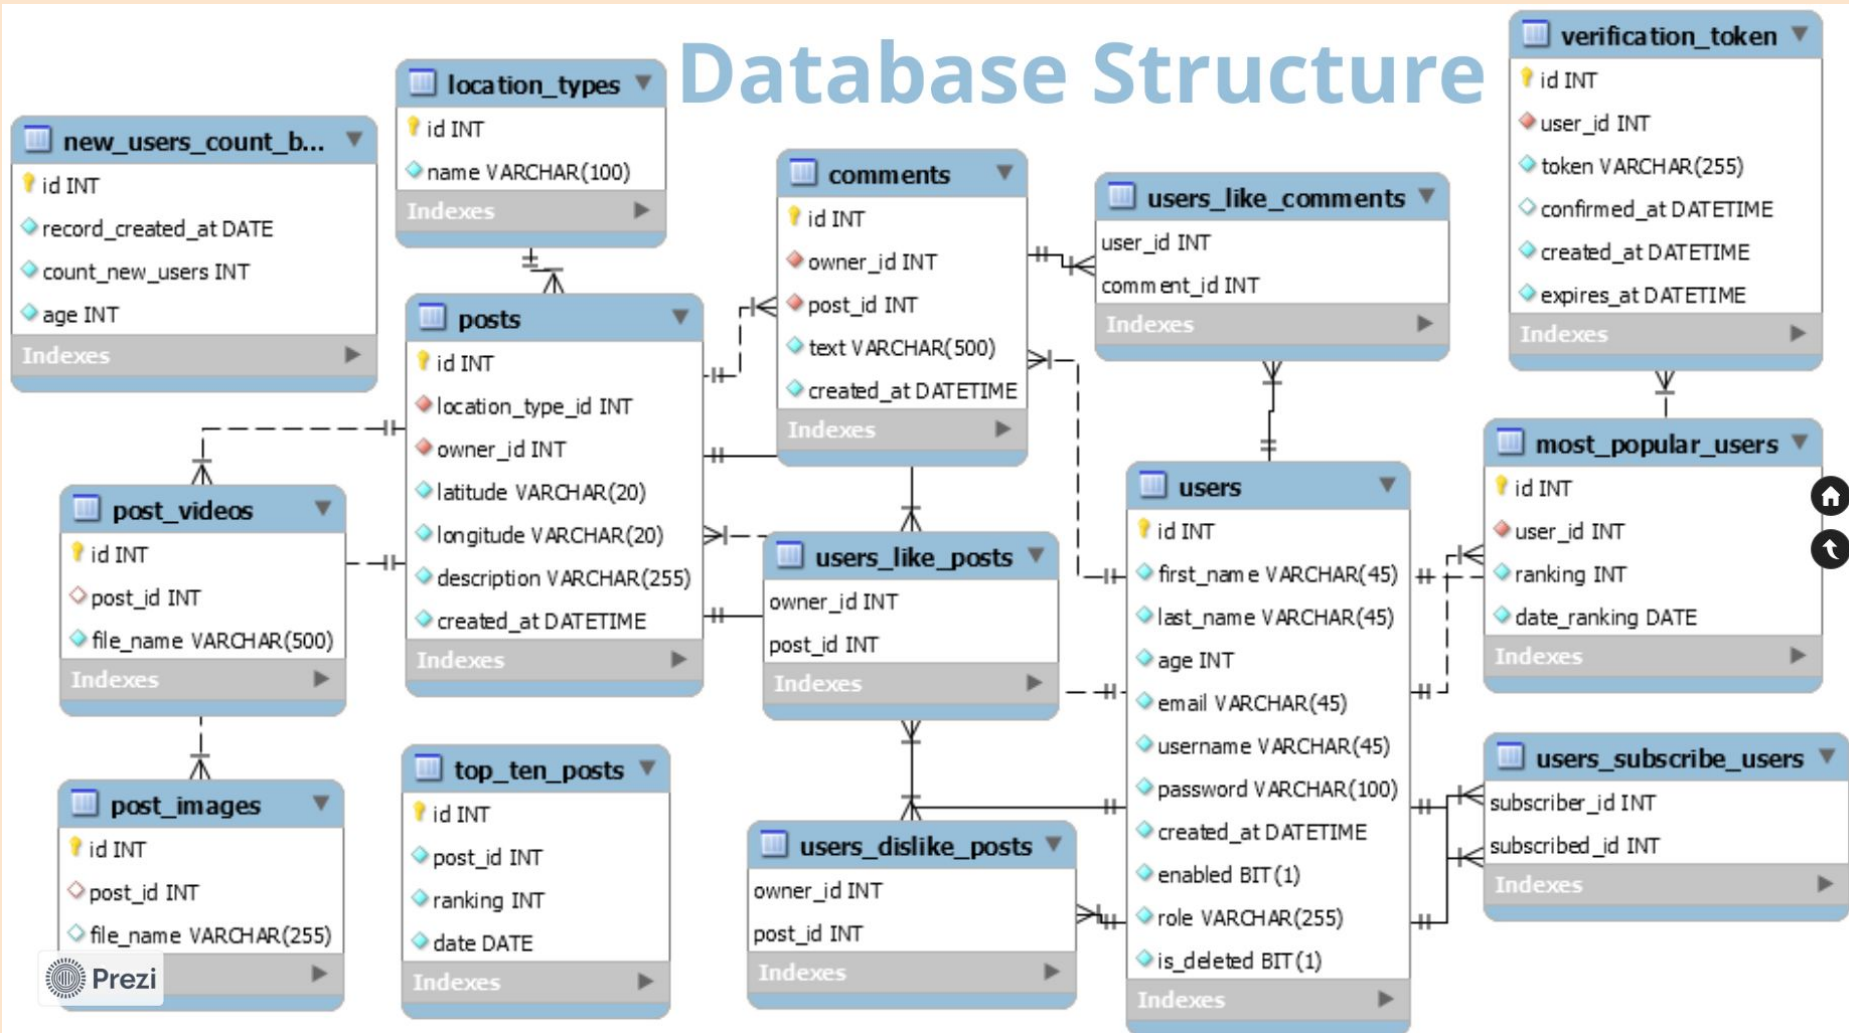 Database Structure
new_users_count_b...
id INT
record_created_at DATE
count_new_users INT
age INT
Indexes
location_types
id INT
name VARCHAR(100)
Indexes
posts
id INT
location_type_id INT
owner_id INT
latitude VARCHAR(20)
longitude VARCHAR(20)
description VARCHAR(255)
created_at DATETIME
Indexes
comments
id INT
owner_id INT
post_id INT
text VARCHAR(500)
created_at DATETIME
Indexes
users_like_comments
user_id INT
comment_id INT
Indexes
verification_token
id INT
user_id INT
token VARCHAR(255)
confirmed_at DATETIME
created_at DATETIME
expires_at DATETIME
Indexes
post_videos
id INT
post_id INT
file_name VARCHAR(500)
Indexes
users_like_posts
owner_id INT
post_id INT
Indexes
users
id INT
first_name VARCHAR(45)
last_name VARCHAR(45)
age INT
email VARCHAR(45)
username VARCHAR(45)
password VARCHAR(100)
created_at DATETIME
enabled BIT(1)
role VARCHAR(255)
is_deleted BIT(1)
Indexes
most_popular_users
id INT
user_id INT
ranking INT
date_ranking DATE
Indexes
post_images
id INT
post_id INT
file_name VARCHAR(255)
Prezi
top_ten_posts
id INT
post_id INT
ranking INT
date DATE
Indexes
users_dislike_posts
owner_id INT
post_id INT
Indexes
users_subscribe_users
subscriber_id INT
subscribed_id INT
Indexes